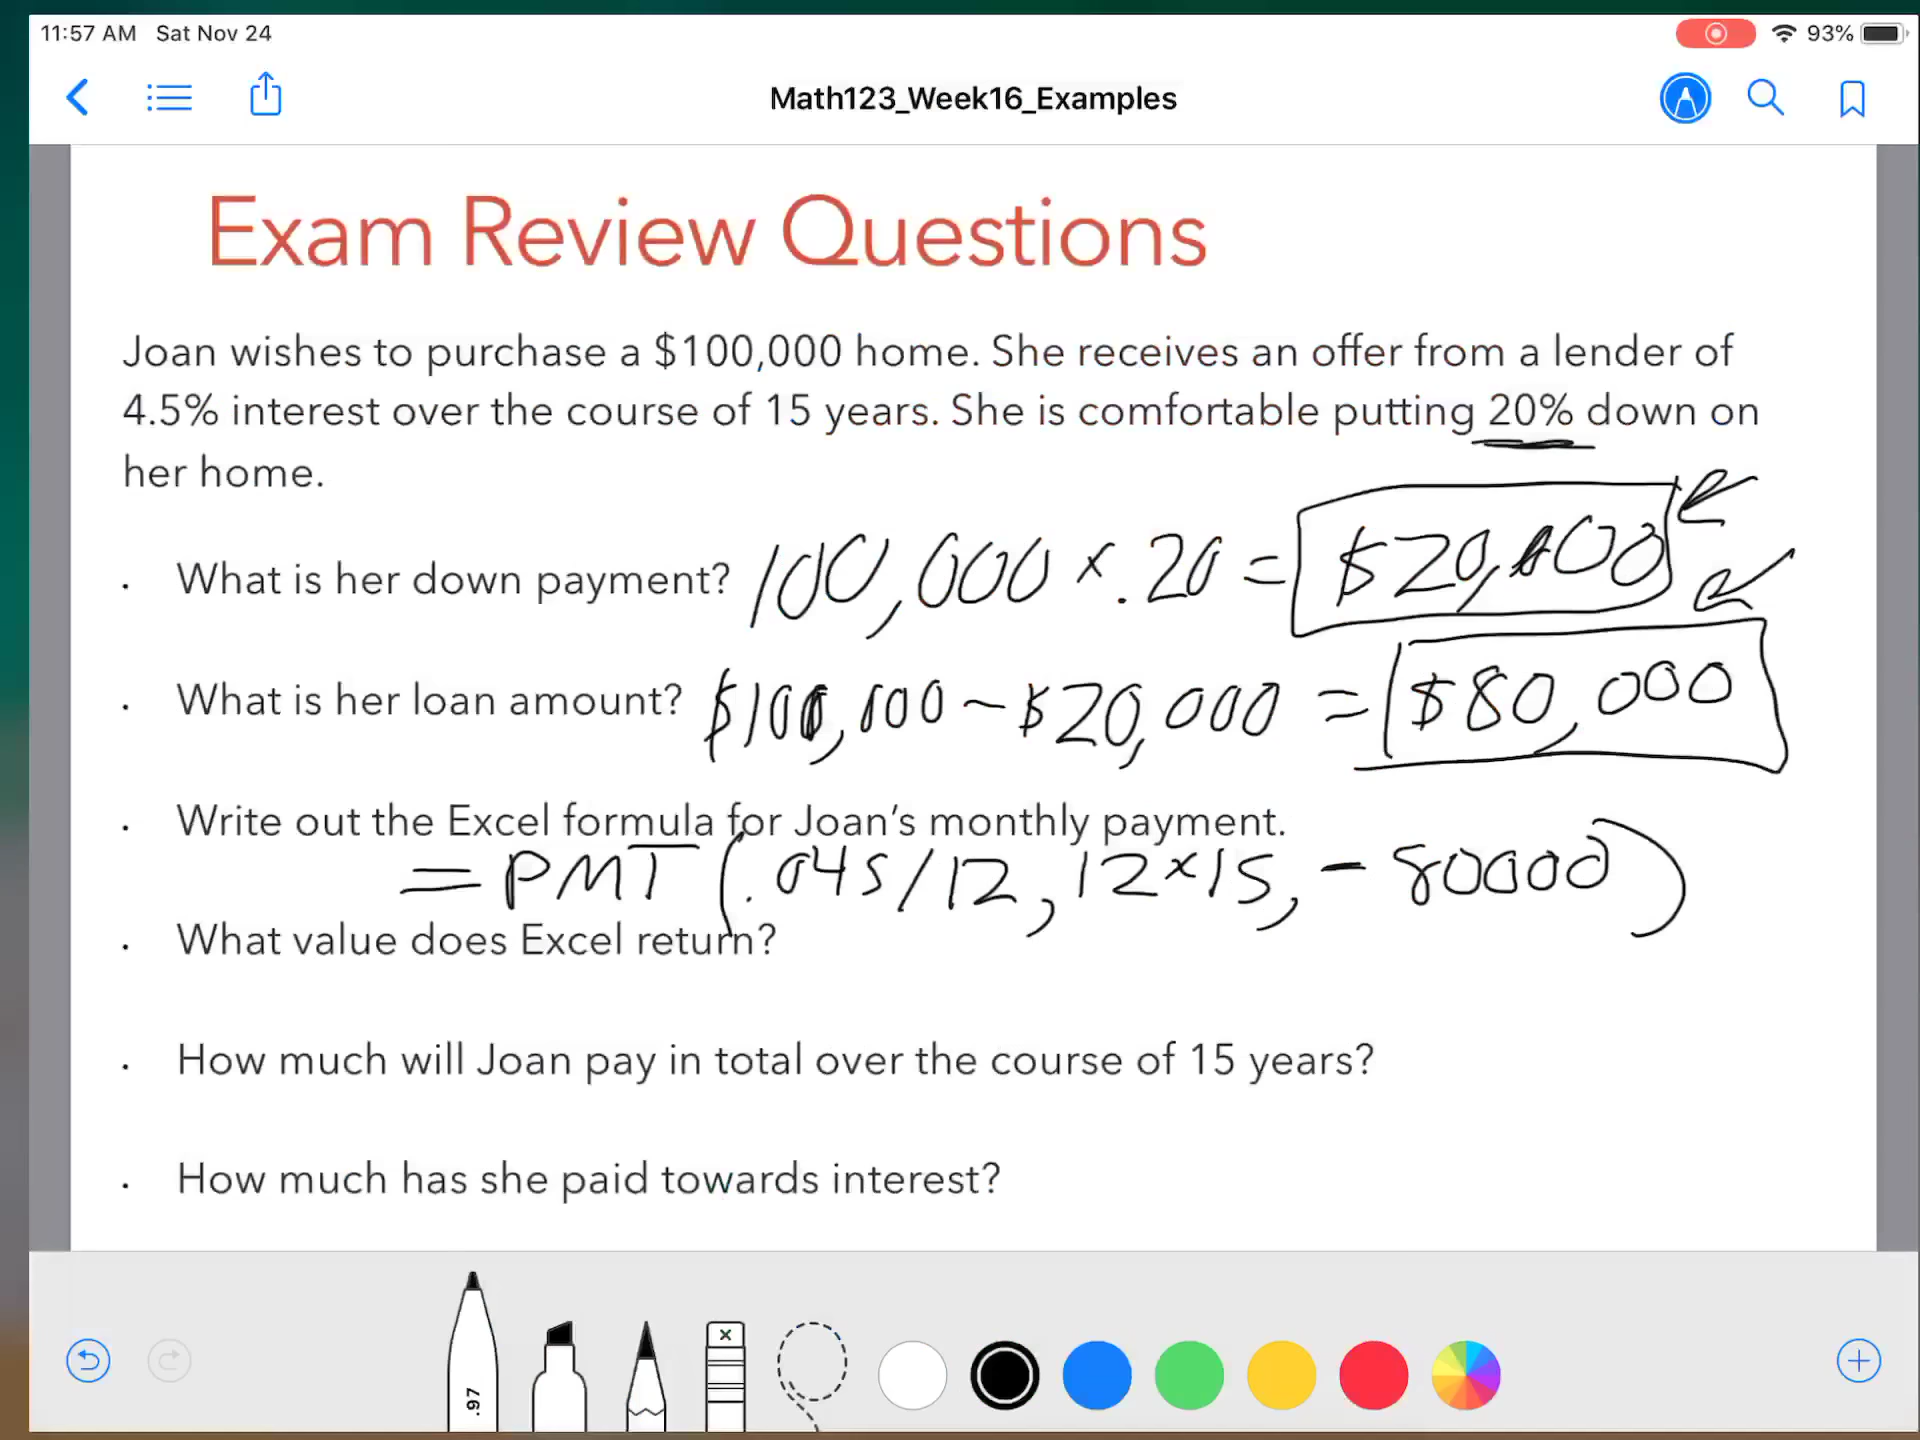 11:57 AM Sat Nov 24 93%
Math123_Week16_Examples
Exam Review Questions
Joan wishes to purchase a $100,000 home. She receives an offer from a lender of
4.5% interest over the course of 15 years. She is comfortable putting 20% down on
her home.
• What is her down payment? 100,000 × .20 = $20,000
• What is her loan amount? $100,000 - $20,000 = $80,000
• Write out the Excel formula for Joan's monthly payment.
= PMT (.045/12, 12×15, -80000)
• What value does Excel return?
• How much will Joan pay in total over the course of 15 years?
• How much has she paid towards interest?
.97